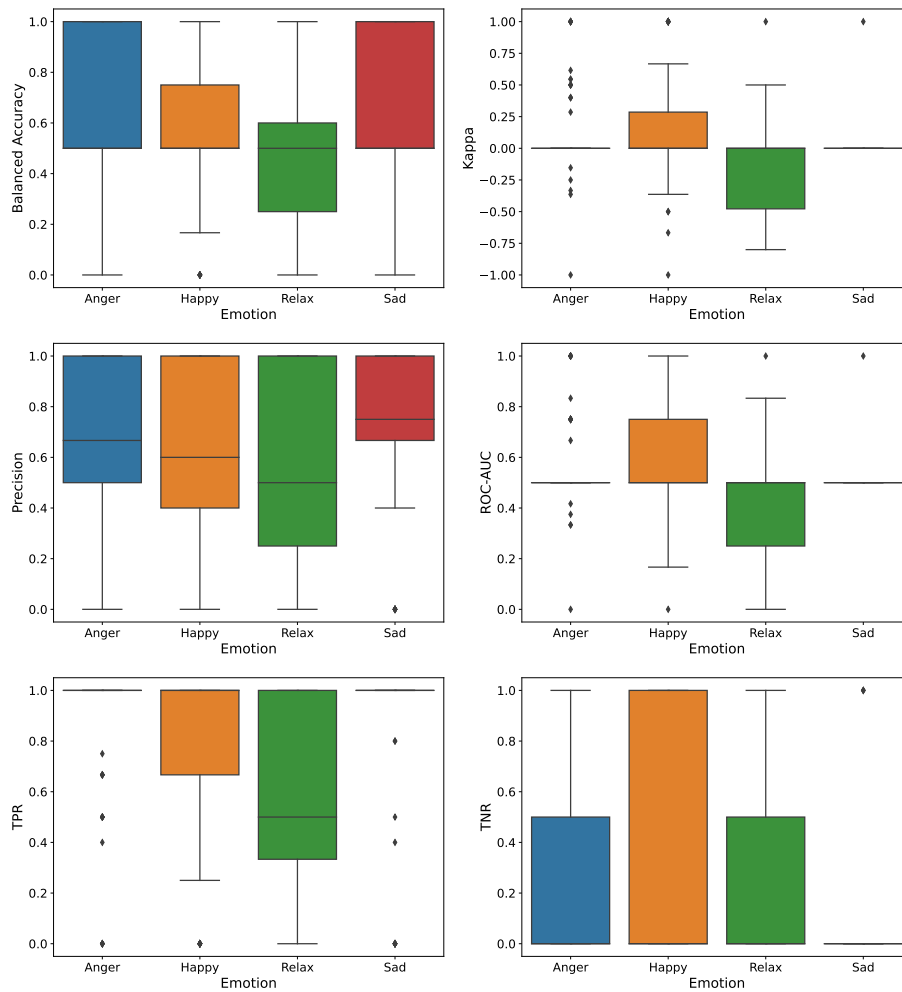 Balanced Accuracy
1.0
0.8
0.6
0.4
0.2
0.0
Anger Happy Relax Sad
Emotion
Kappa
1.00
0.75
0.50
0.25
0.00
−0.25
−0.50
−0.75
−1.00
Anger Happy Relax Sad
Emotion
Precision
1.0
0.8
0.6
0.4
0.2
0.0
Anger Happy Relax Sad
Emotion
ROC-AUC
1.0
0.8
0.6
0.4
0.2
0.0
Anger Happy Relax Sad
Emotion
TPR
1.0
0.8
0.6
0.4
0.2
0.0
Anger Happy Relax Sad
Emotion
TNR
1.0
0.8
0.6
0.4
0.2
0.0
Anger Happy Relax Sad
Emotion